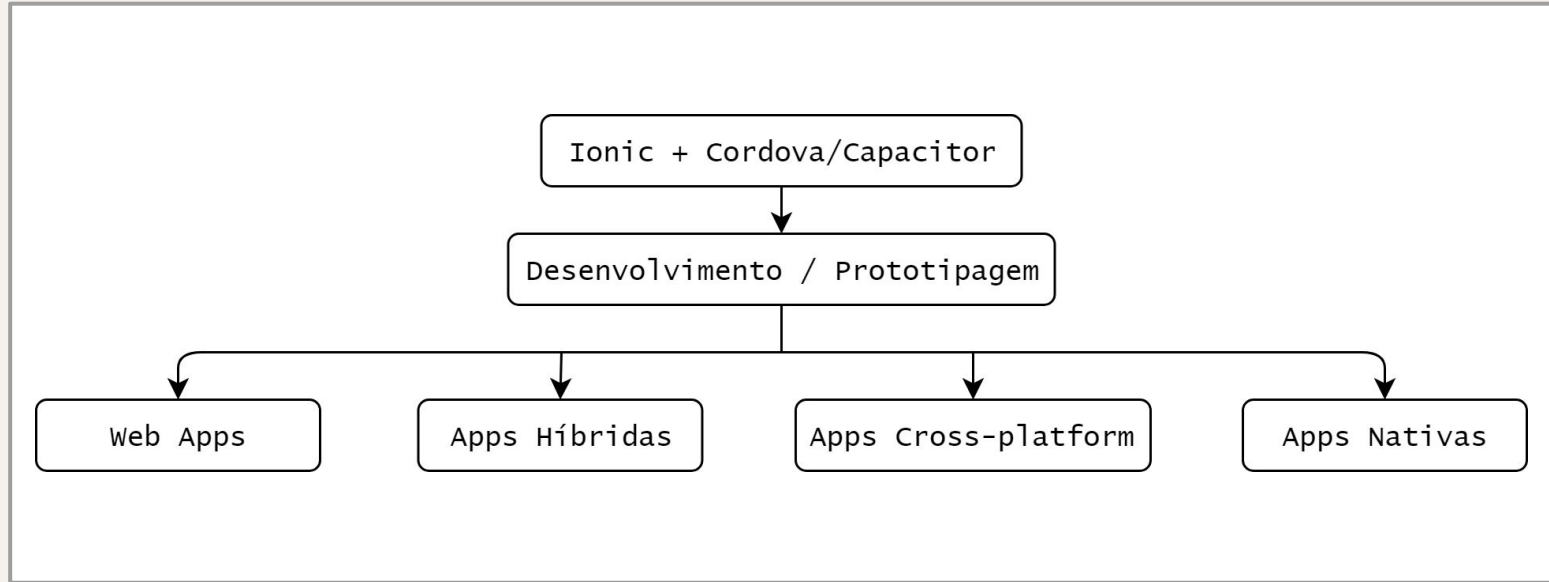 Ionic + Cordova/Capacitor
Desenvolvimento / Prototipagem
Web Apps
Apps Híbridas
Apps Cross-platform
Apps Nativas